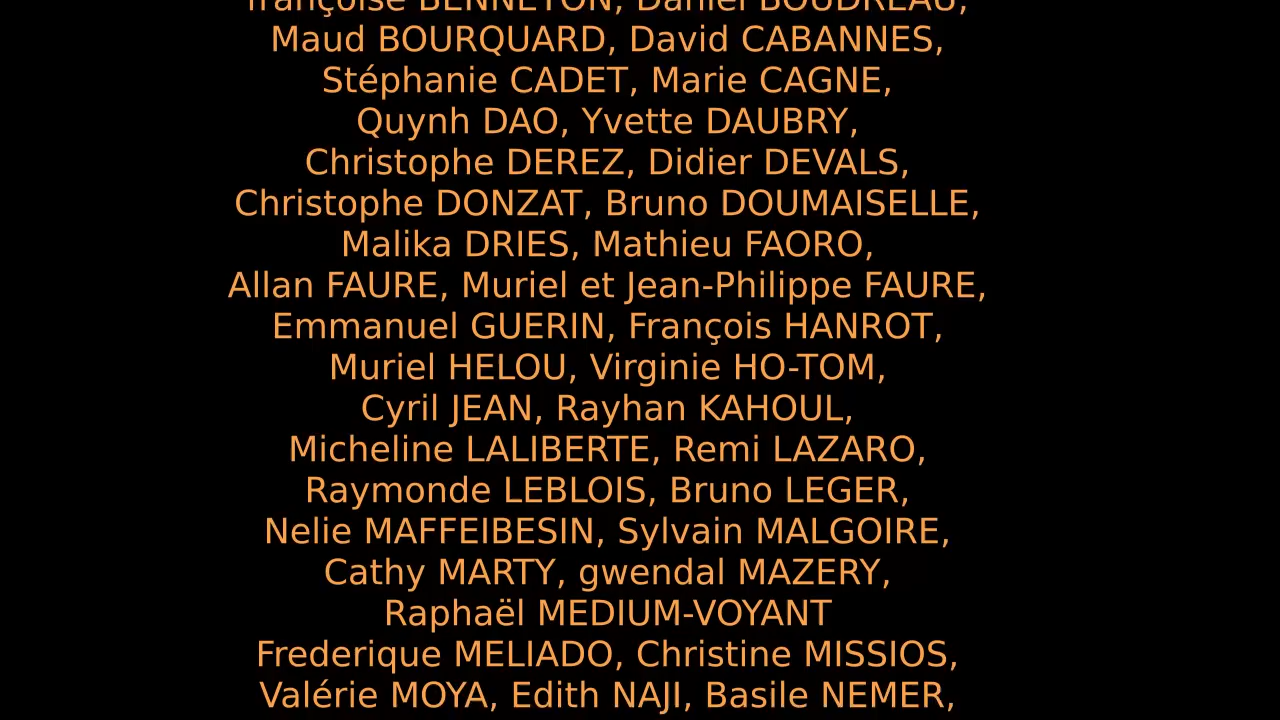 françoise BENNETON, Daniel BOUDREAU,
Maud BOURQUARD, David CABANNES,
Stéphanie CADET, Marie CAGNE,
Quynh DAO, Yvette DAUBRY,
Christophe DEREZ, Didier DEVALS,
Christophe DONZAT, Bruno DOUMAISELLE,
Malika DRIES, Mathieu FAORO,
Allan FAURE, Muriel et Jean-Philippe FAURE,
Emmanuel GUERIN, François HANROT,
Muriel HELOU, Virginie HO-TOM,
Cyril JEAN, Rayhan KAHOUL,
Micheline LALIBERTE, Remi LAZARO,
Raymonde LEBLOIS, Bruno LEGER,
Nelie MAFFEIBESIN, Sylvain MALGOIRE,
Cathy MARTY, gwendal MAZERY,
Raphaël MEDIUM-VOYANT
Frederique MELIADO, Christine MISSIOS,
Valérie MOYA, Edith NAJI, Basile NEMER,